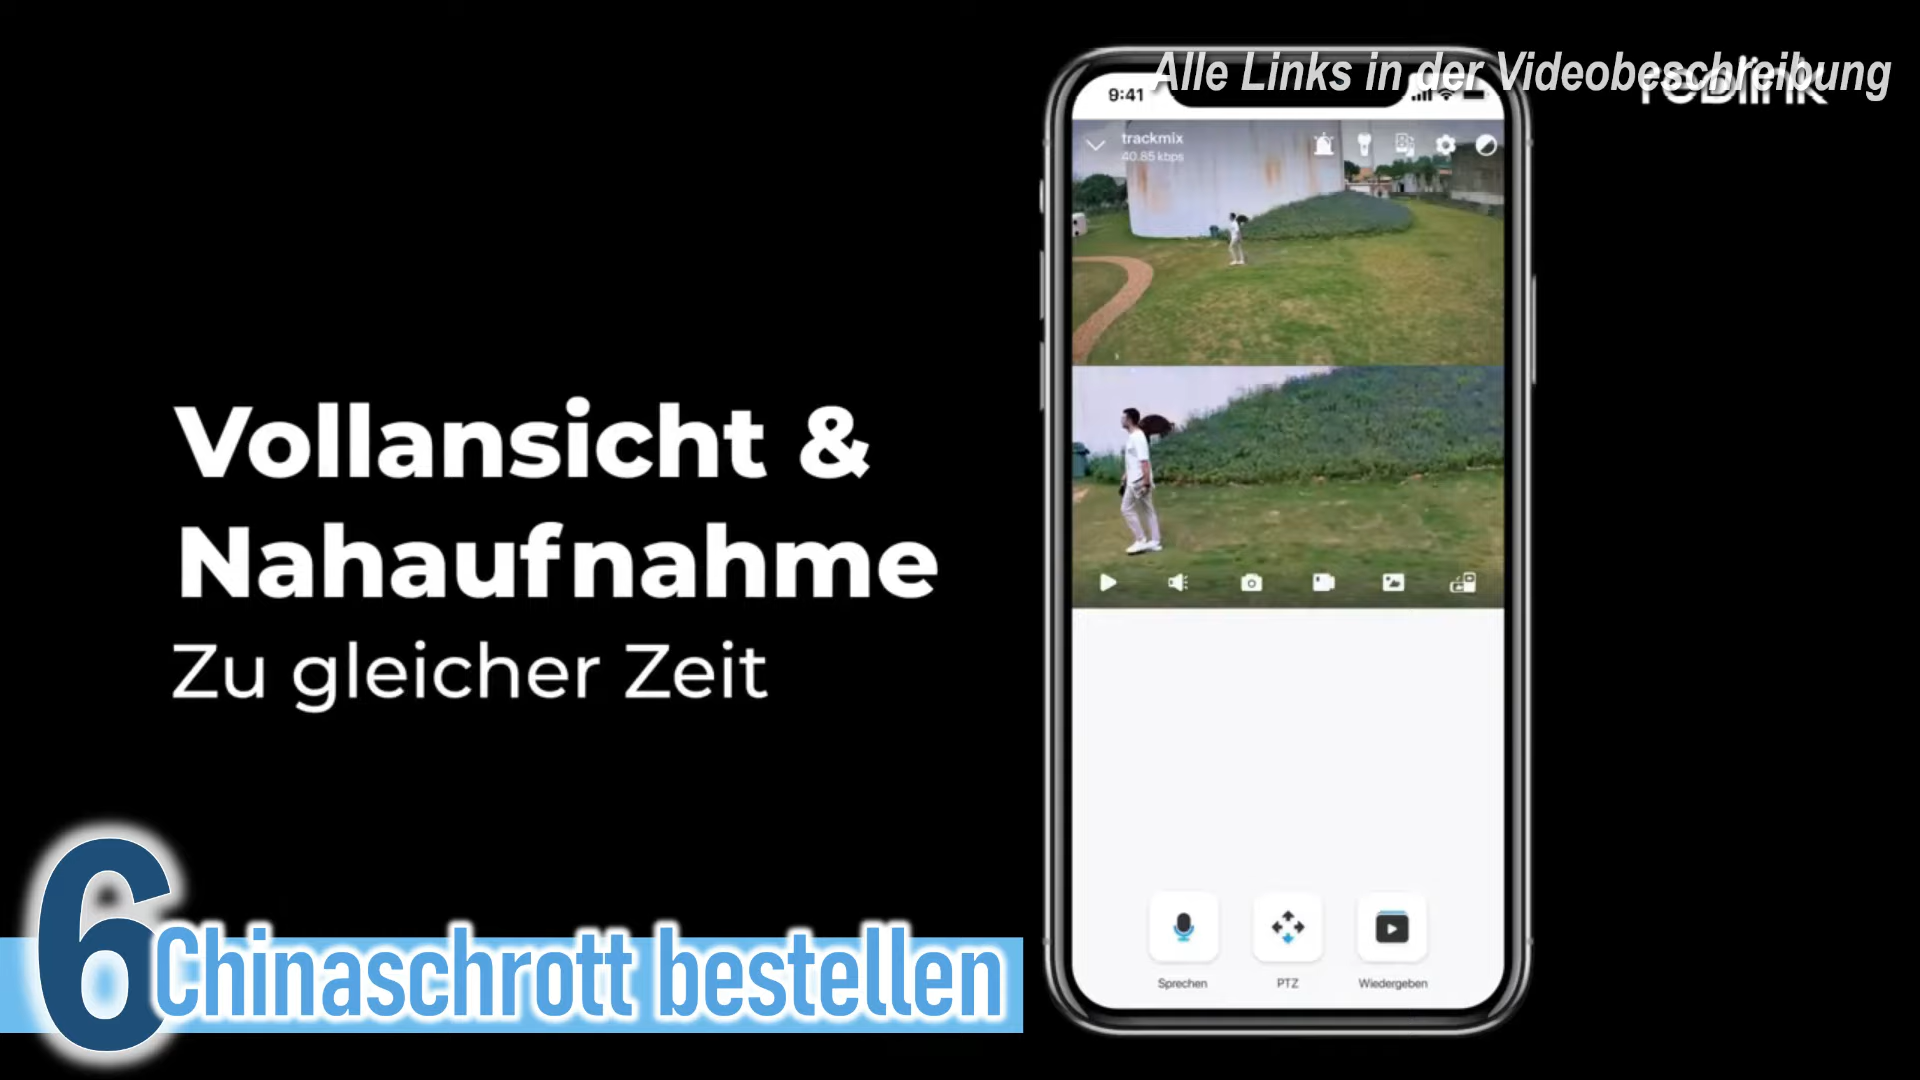 Alle Links in der Videobeschreibung
reolink
9:41
trackmix
40.85 kbps
Vollansicht &
Nahaufnahme
Zu gleicher Zeit
Sprechen
PTZ
Wiedergeben
6
Chinaschrott bestellen